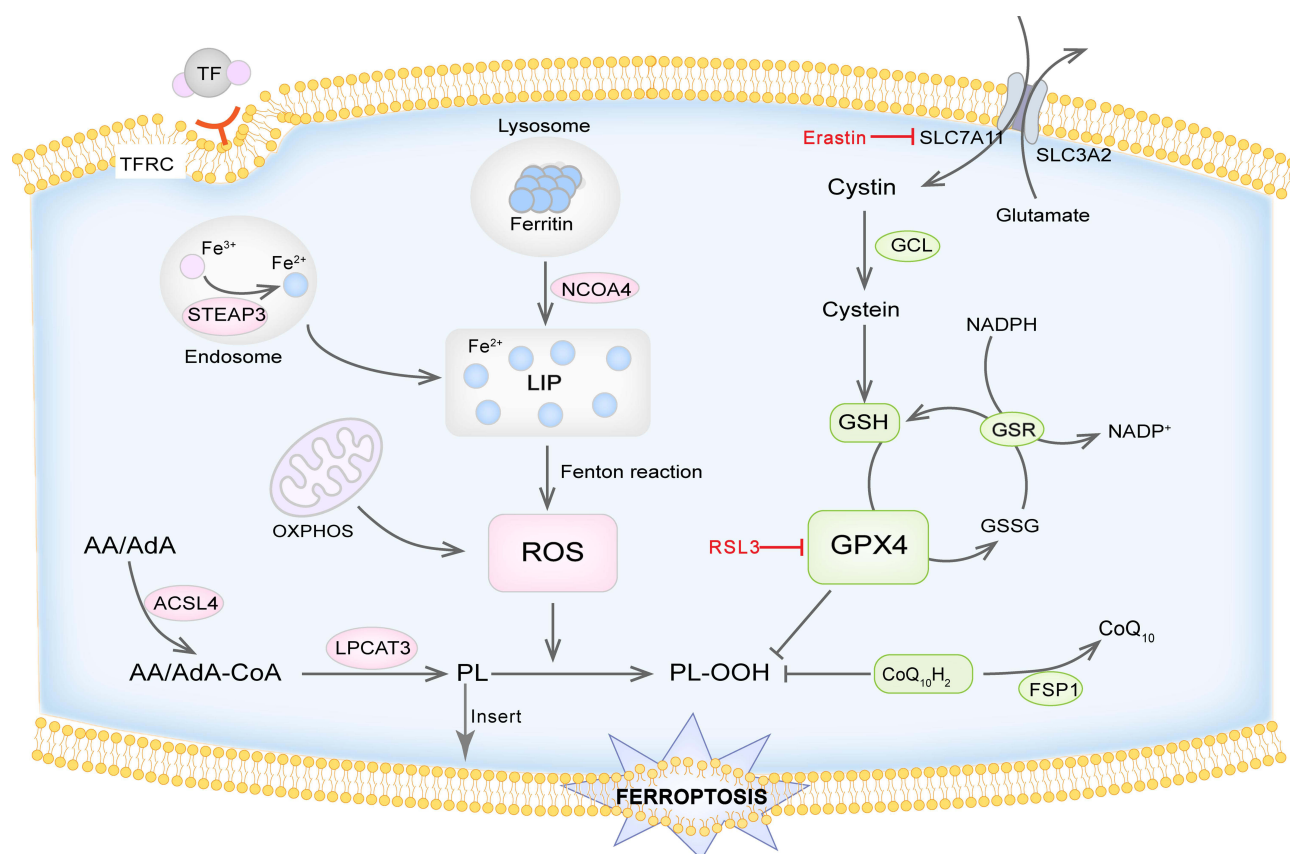 TF
TFRC
Lysosome
Ferritin
Erastin
SLC7A11
SLC3A2
Cystin
Glutamate
GCL
Fe³⁺
Fe²⁺
STEAP3
Endosome
NCOA4
Cystein
NADPH
Fe²⁺
LIP
GSH
GSR
NADP⁺
Fenton reaction
OXPHOS
ROS
RSL3
GPX4
GSSG
AA/AdA
ACSL4
LPCAT3
AA/AdA-CoA
PL
PL-OOH
CoQ₁₀H₂
CoQ₁₀
FSP1
Insert
FERROPTOSIS